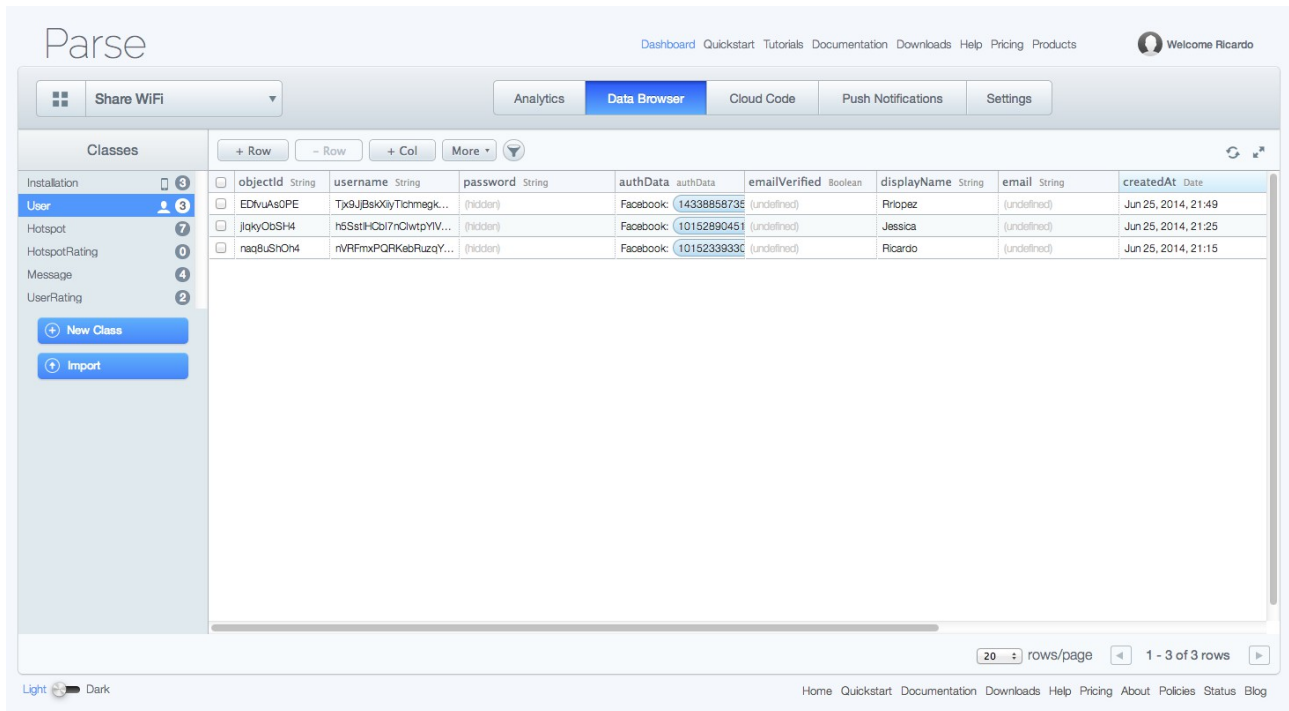 Parse
Dashboard Quickstart Tutorials Documentation Downloads Help Pricing Products Welcome Ricardo
Share WiFi
Analytics Data Browser Cloud Code Push Notifications Settings
Classes + Row - Row + Col More
Installation 3 objectId String username String password String authData authData emailVerified Boolean displayName String email String createdAt Date
User 3 EDfvuAs0PE (hidden) Facebook: 14338858735 (undefined) Rrlopez (undefined) Jun 25, 2014, 21:49
Hotspot 7 (hidden) Facebook: 10152890451 (undefined) Jessica (undefined) Jun 25, 2014, 21:25
HotspotRating 0 naq8uShOh4 nVRFmxPQRKebRuzqY... (hidden) Facebook: 1015233933 (undefined) Ricardo (undefined) Jun 25, 2014, 21:15
Message 4
UserRating 2
New Class
Import
20 rows/page 1 - 3 of 3 rows
Light Dark
Home Quickstart Documentation Downloads Help Pricing About Policies Status Blog